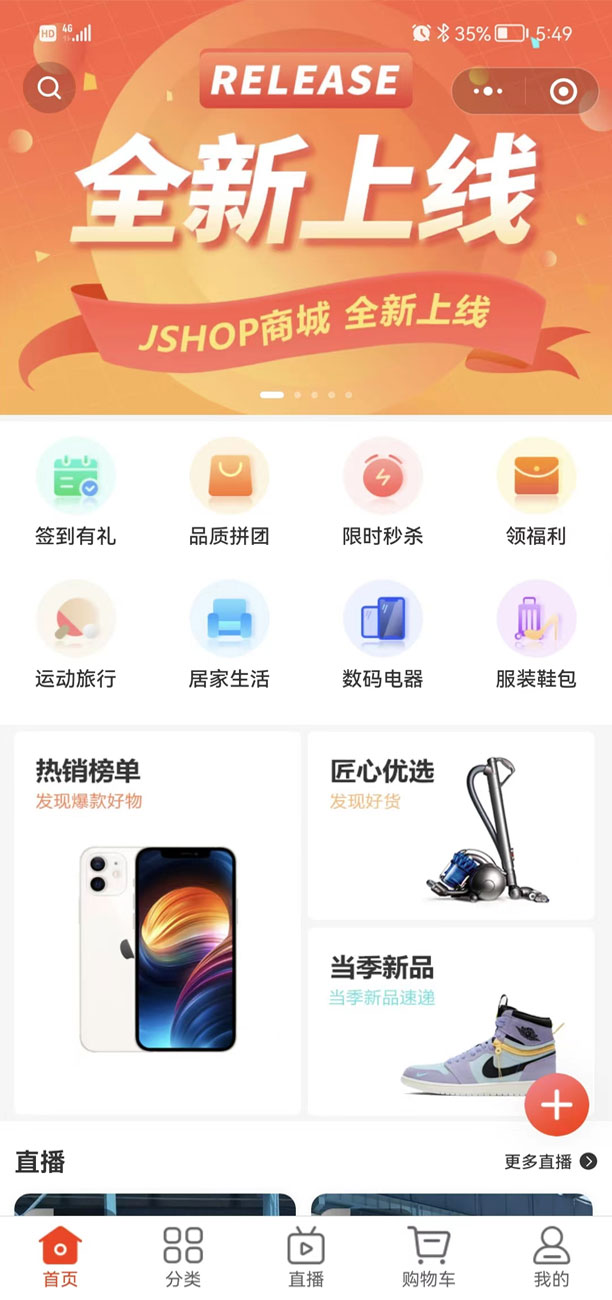 HD 4G 35% 5:49
RELEASE
全新上线
JSHOP商城 全新上线
签到有礼 品质拼团 限时秒杀 领福利
运动旅行 居家生活 数码电器 服装鞋包
热销榜单
发现爆款好物
匠心优选
发现好货
当季新品
当季新品速递
直播
更多直播
首页 分类 直播 购物车 我的